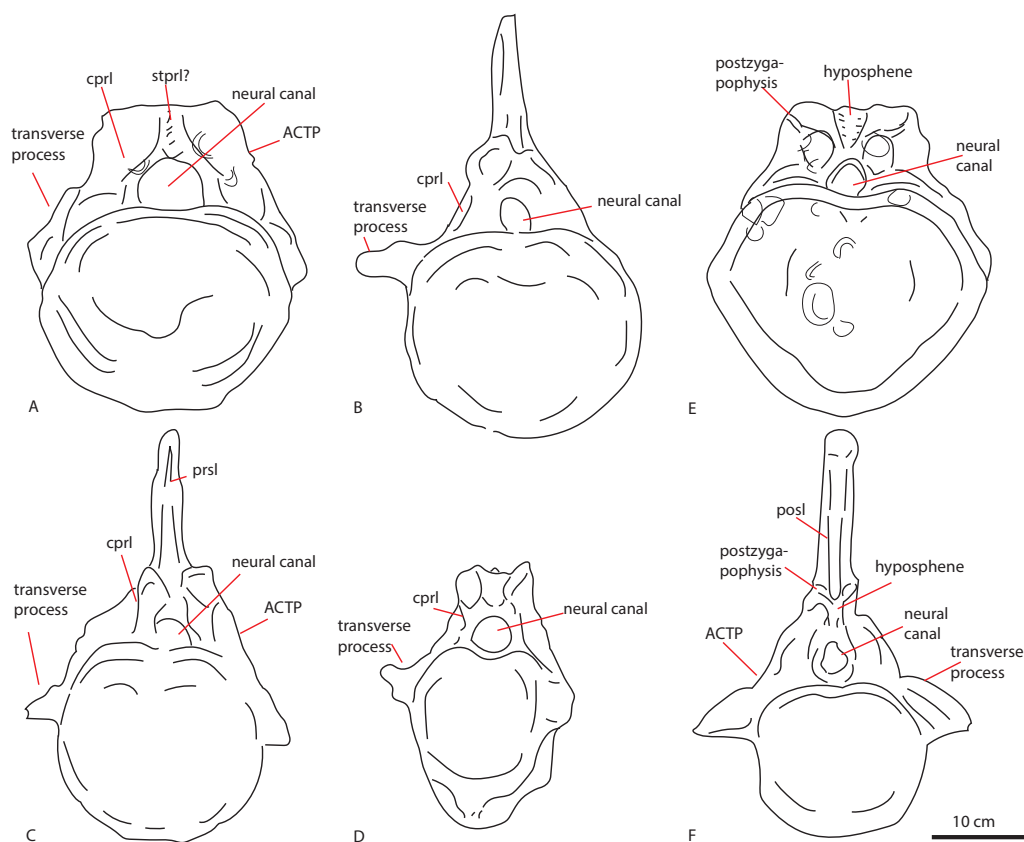 A
cprl
stprl?
neural canal
transverse
process
ACTP
B
cprl
transverse
process
neural canal
E
postzyga-
pophysis
hyposphene
neural
canal
C
prsl
cprl
neural canal
transverse
process
ACTP
D
cprl
neural canal
transverse
process
F
posl
postzyga-
pophysis
hyposphene
neural
canal
ACTP
transverse
process
10 cm